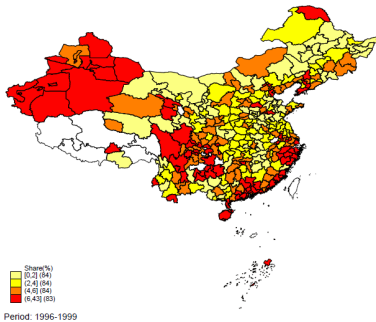 Share(%)
[0,2] (84)
(2,4] (84)
(4,6] (84)
(6,43] (83)
Period: 1996-1999